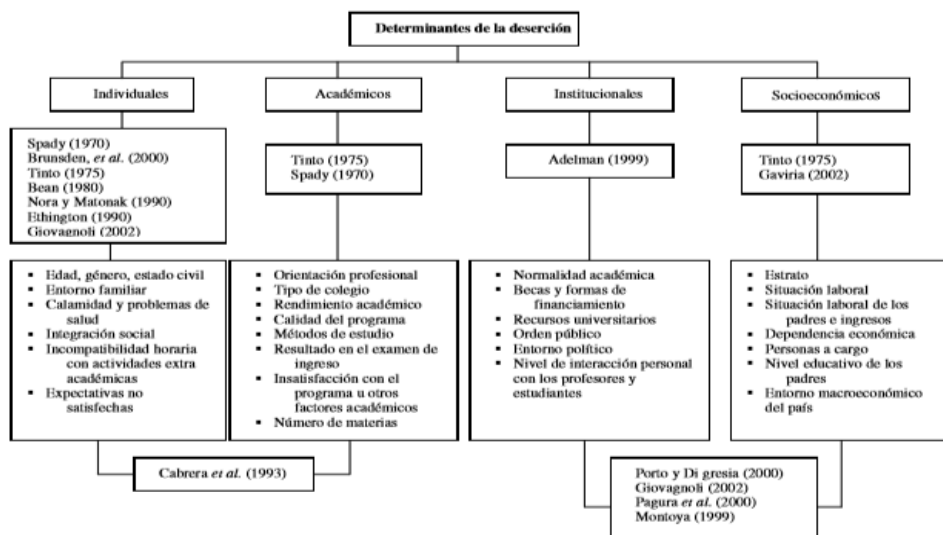 Determinantes de la deserción
Individuales
Académicos
Institucionales
Socioeconómicos
Spady (1970)
Brunsden, et al. (2000)
Tinto (1975)
Bean (1980)
Nora y Matonak (1990)
Ethington (1990)
Giovagnoli (2002)
Tinto (1975)
Spady (1970)
Adelman (1999)
Tinto (1975)
Gaviria (2002)
▪ Edad, género, estado civil
▪ Entorno familiar
▪ Calamidad y problemas de
salud
▪ Integración social
▪ Incompatibilidad horaria
con actividades extra
académicas
▪ Expectativas no
satisfechas
▪ Orientación profesional
▪ Tipo de colegio
▪ Rendimiento académico
▪ Calidad del programa
▪ Métodos de estudio
▪ Resultado en el examen de
ingreso
▪ Insatisfacción con el
programa u otros
factores académicos
▪ Número de materias
▪ Normalidad académica
▪ Becas y formas de
financiamiento
▪ Recursos universitarios
▪ Orden público
▪ Entorno político
▪ Nivel de interacción personal
con los profesores y
estudiantes
▪ Estrato
▪ Situación laboral
▪ Situación laboral de los
padres e ingresos
▪ Dependencia económica
▪ Personas a cargo
▪ Nivel educativo de los
padres
▪ Entorno macroeconómico
del país
Cabrera et al. (1993)
Porto y Di gresia (2000)
Giovagnoli (2002)
Pagura et al. (2000)
Montoya (1999)